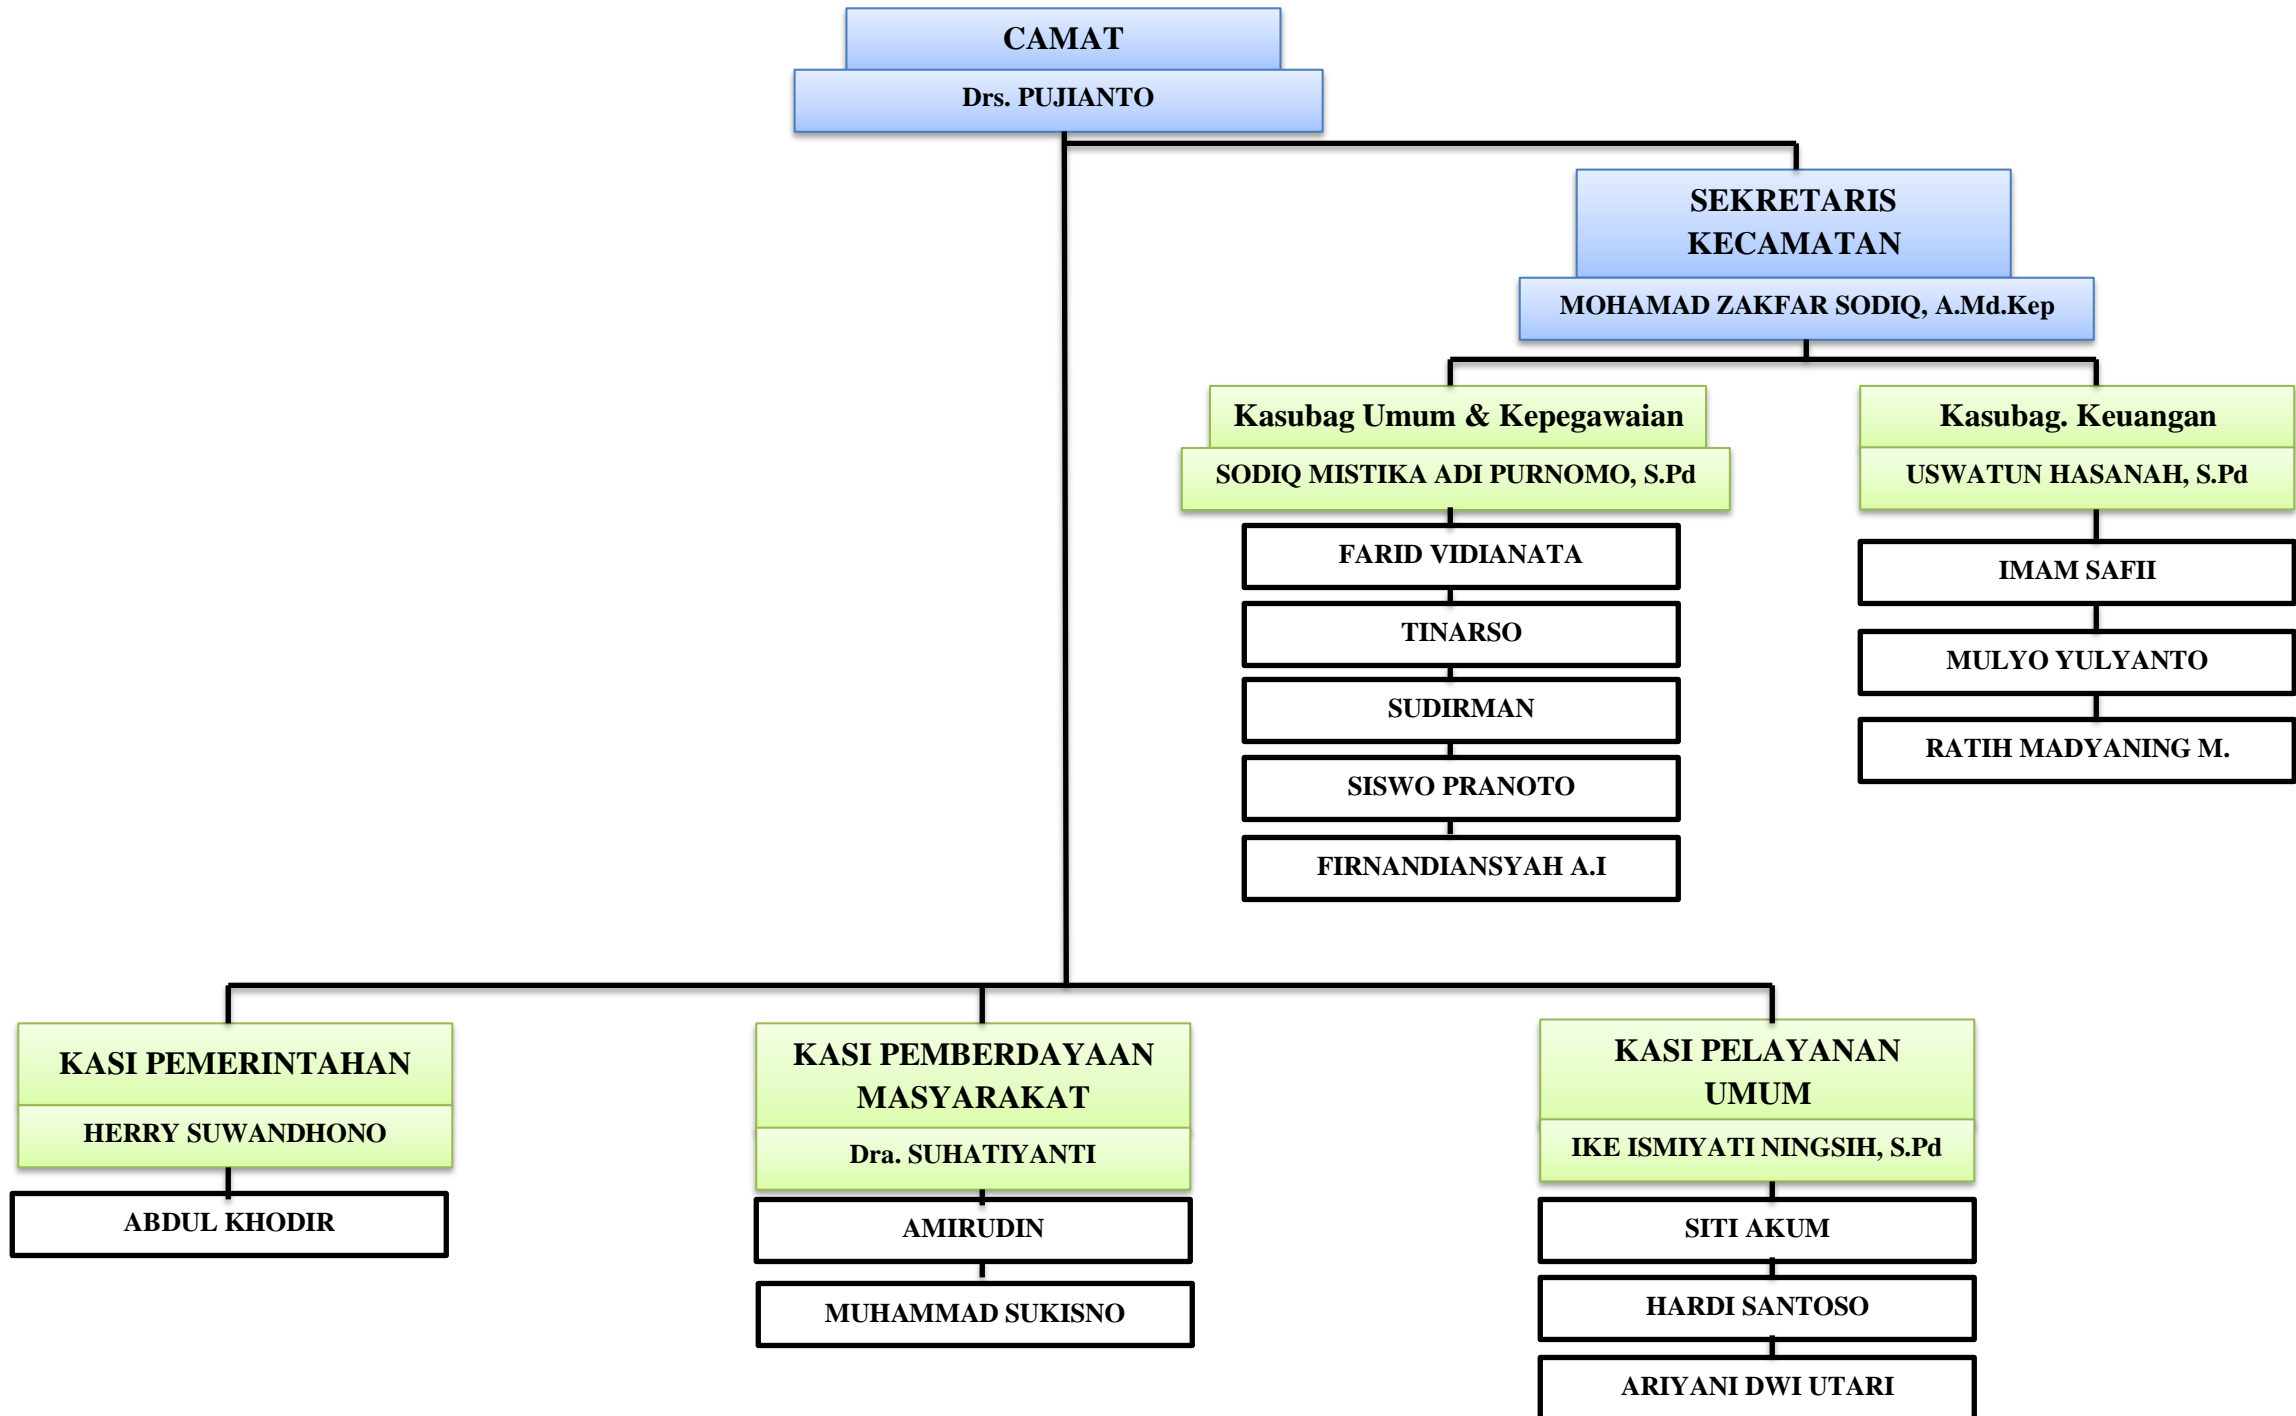 CAMAT
Drs. PUJIANTO
SEKRETARIS
KECAMATAN
MOHAMAD ZAKFAR SODIQ, A.Md.Kep
Kasubag Umum & Kepegawaian
SODIQ MISTIKA ADI PURNOMO, S.Pd
FARID VIDIANATA
TINARSO
SUDIRMAN
SISWO PRANOTO
FIRNANDIANSYAH A.I
Kasubag. Keuangan
USWATUN HASANAH, S.Pd
IMAM SAFII
MULYO YULYANTO
RATIH MADYANING M.
KASI PEMERINTAHAN
HERRY SUWANDHONO
ABDUL KHODIR
KASI PEMBERDAYAAN
MASYARAKAT
Dra. SUHATIYANTI
AMIRUDIN
MUHAMMAD SUKISNO
KASI PELAYANAN
UMUM
IKE ISMIYATI NINGSIH, S.Pd
SITI AKUM
HARDI SANTOSO
ARIYANI DWI UTARI